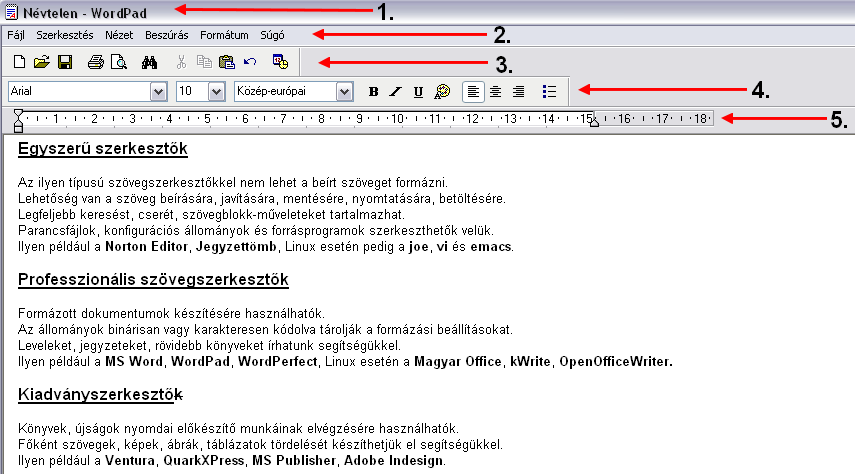 Névtelen - WordPad
1.
Fájl Szerkesztés Nézet Beszúrás Formátum Súgó
2.
3.
Arial 10 Közép-európai B I U
4.
1 2 3 4 5 6 7 8 9 10 11 12 13 14 15 16 17 18
5.
Egyszerű szerkesztők
Az ilyen típusú szövegszerkesztőkkel nem lehet a beírt szöveget formázni.
Lehetőség van a szöveg beírására, javítására, mentésére, nyomtatására, betöltésére.
Legfeljebb keresést, cserét, szövegblokk-műveleteket tartalmazhat.
Parancsfájlok, konfigurációs állományok és forrásprogramok szerkeszthetők velük.
Ilyen például a Norton Editor, Jegyzettömb, Linux esetén pedig a joe, vi és emacs.
Professzionális szövegszerkesztők
Formázott dokumentumok készítésére használhatók.
Az állományok binárisan vagy karakteresen kódolva tárolják a formázási beállításokat.
Leveleket, jegyzeteket, rövidebb könyveket írhatunk segítségükkel.
Ilyen például a MS Word, WordPad, WordPerfect, Linux esetén a Magyar Office, kWrite, OpenOfficeWriter.
Kiadványszerkesztők
Könyvek, újságok nyomdai előkészítő munkáinak elvégzésére használhatók.
Főként szövegek, képek, ábrák, táblázatok tördelését készíthetjük el segítségükkel.
Ilyen például a Ventura, QuarkXPress, MS Publisher, Adobe Indesign.